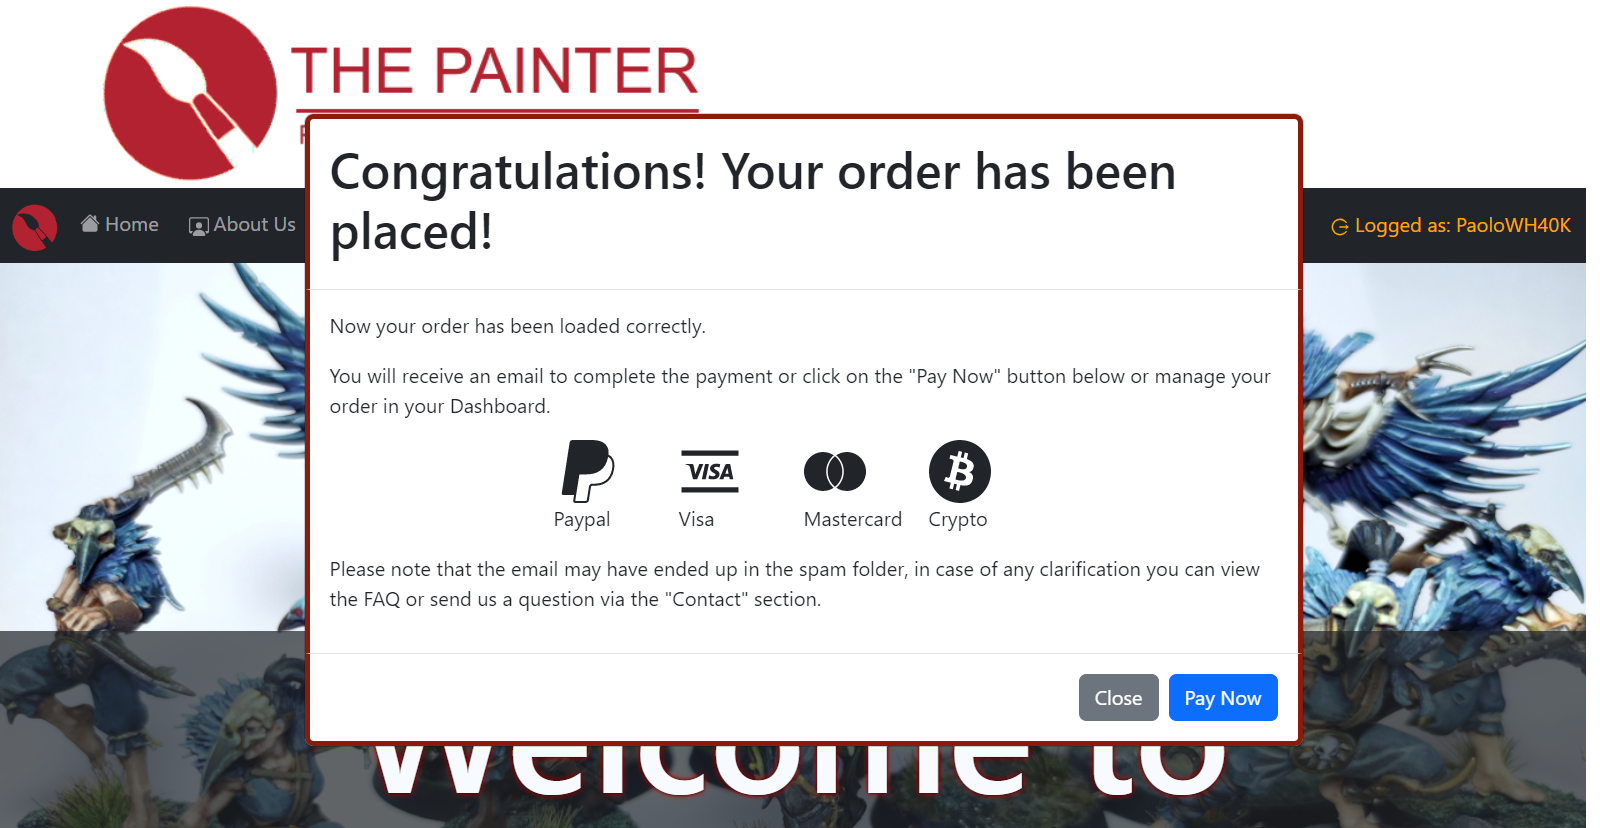 THE PAINTER
Congratulations! Your order has been
placed!
Home
About Us
Logged as: PaoloWH40K
Now your order has been loaded correctly.
You will receive an email to complete the payment or click on the "Pay Now" button below or manage your
order in your Dashboard.
VISA
Paypal
Visa
Mastercard
Crypto
Please note that the email may have ended up in the spam folder, in case of any clarification you can view
the FAQ or send us a question via the "Contact" section.
Close
Pay Now
Welcome to